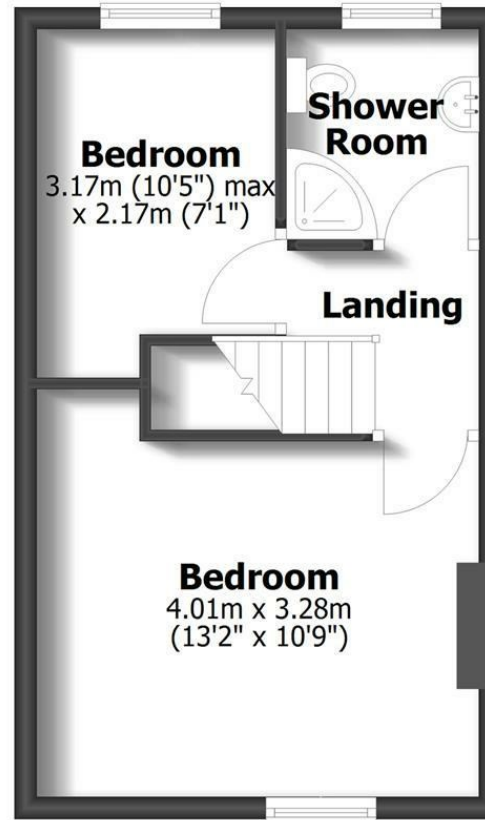 Bedroom
3.17m (10'5") max
x 2.17m (7'1")
Shower
Room
Landing
Bedroom
4.01m x 3.28m
(13'2" x 10'9")